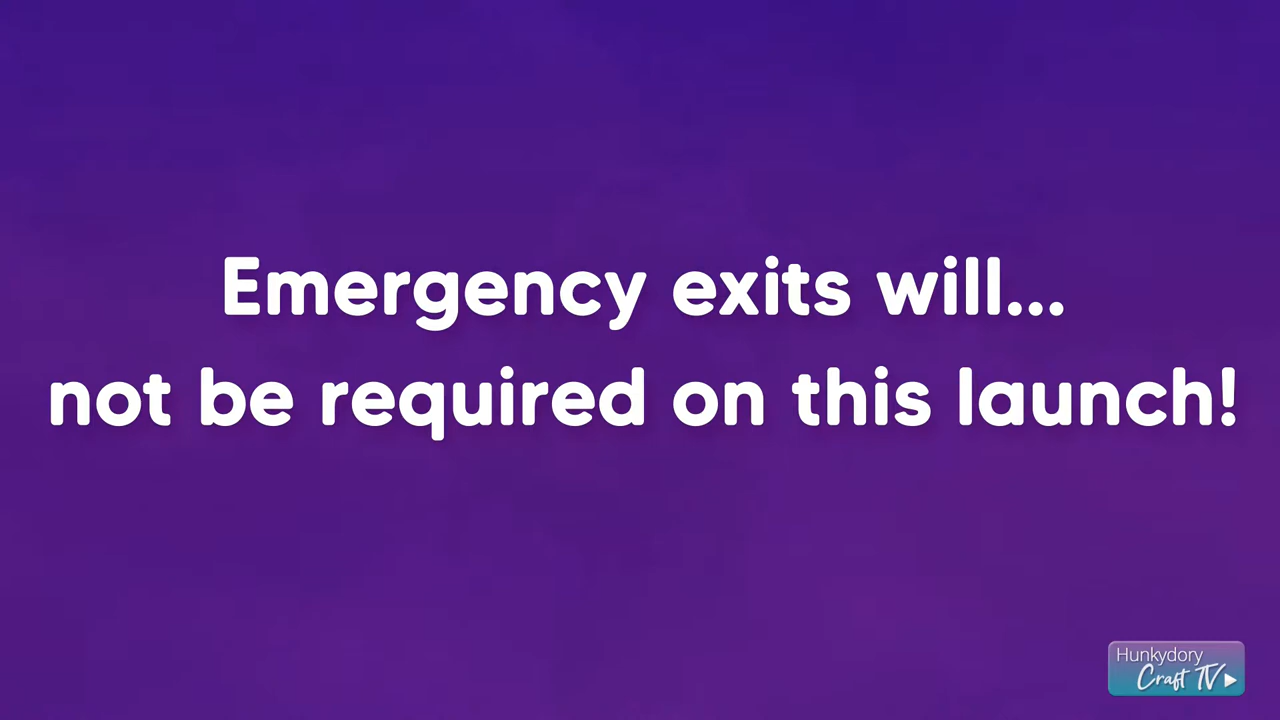 Emergency exits will...
not be required on this launch!
Hunkydory
Craft TV